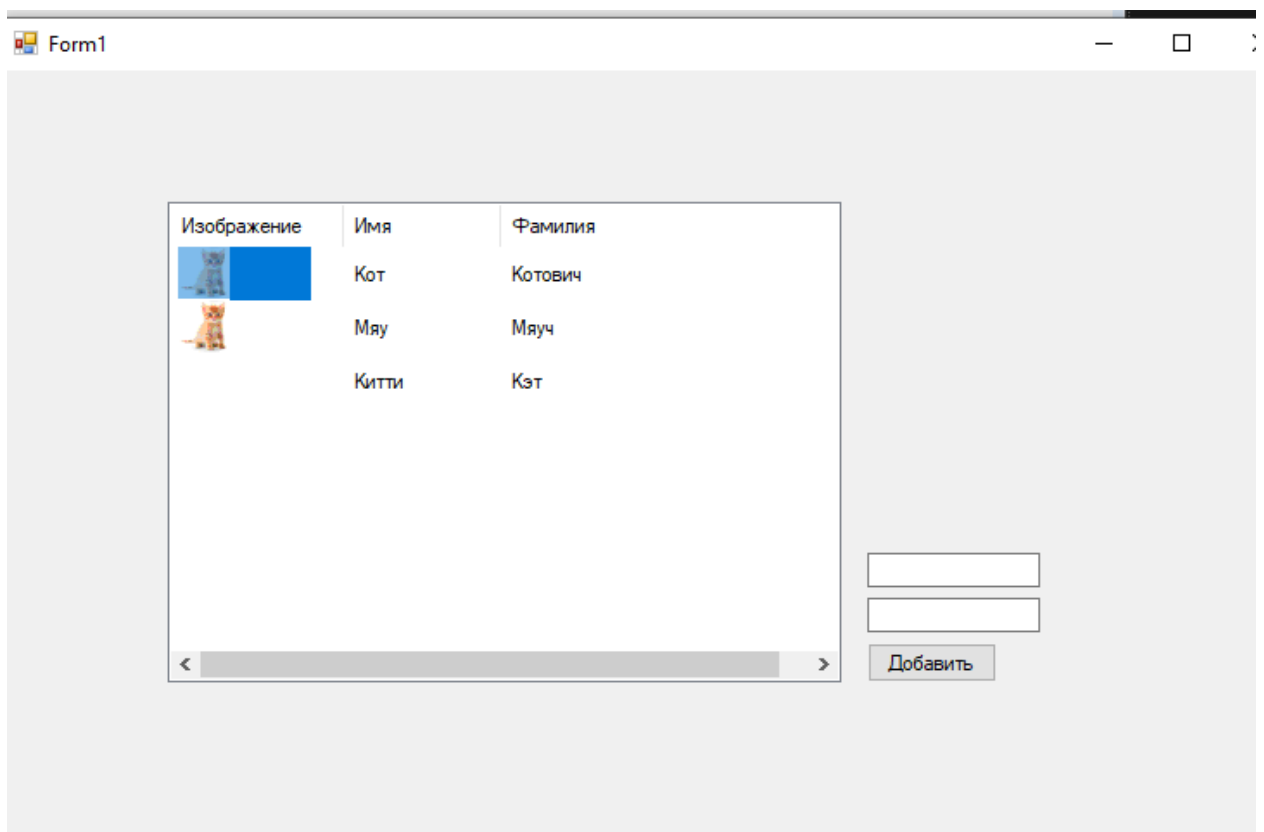 Form1
Изображение Имя Фамилия
Кот Котович
Мяу Мяуч
Китти Кэт
Добавить